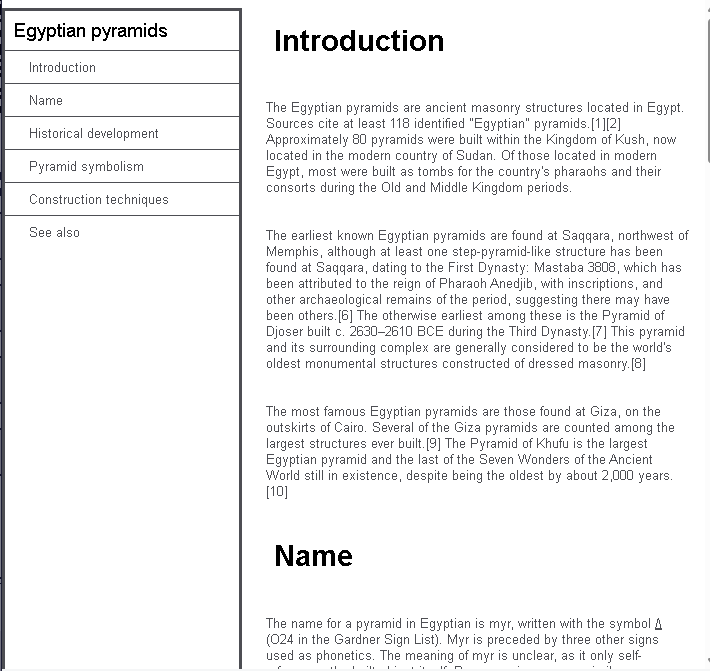 Egyptian pyramids
Introduction
Name
Historical development
Pyramid symbolism
Construction techniques
See also
Introduction
The Egyptian pyramids are ancient masonry structures located in Egypt.
Sources cite at least 118 identified "Egyptian" pyramids.[1][2]
Approximately 80 pyramids were built within the Kingdom of Kush, now
located in the modern country of Sudan. Of those located in modern
Egypt, most were built as tombs for the country's pharaohs and their
consorts during the Old and Middle Kingdom periods.
The earliest known Egyptian pyramids are found at Saqqara, northwest of
Memphis, although at least one step-pyramid-like structure has been
found at Saqqara, dating to the First Dynasty: Mastaba 3808, which has
been attributed to the reign of Pharaoh Anedjib, with inscriptions, and
other archaeological remains of the period, suggesting there may have
been others.[6] The otherwise earliest among these is the Pyramid of
Djoser built c. 2630–2610 BCE during the Third Dynasty.[7] This pyramid
and its surrounding complex are generally considered to be the world's
oldest monumental structures constructed of dressed masonry.[8]
The most famous Egyptian pyramids are those found at Giza, on the
outskirts of Cairo. Several of the Giza pyramids are counted among the
largest structures ever built.[9] The Pyramid of Khufu is the largest
Egyptian pyramid and the last of the Seven Wonders of the Ancient
World still in existence, despite being the oldest by about 2,000 years.
[10]
Name
The name for a pyramid in Egyptian is myr, written with the symbol
(O24 in the Gardner Sign List). Myr is preceded by three other signs
used as phonetics. The meaning of myr is unclear, as it only self-